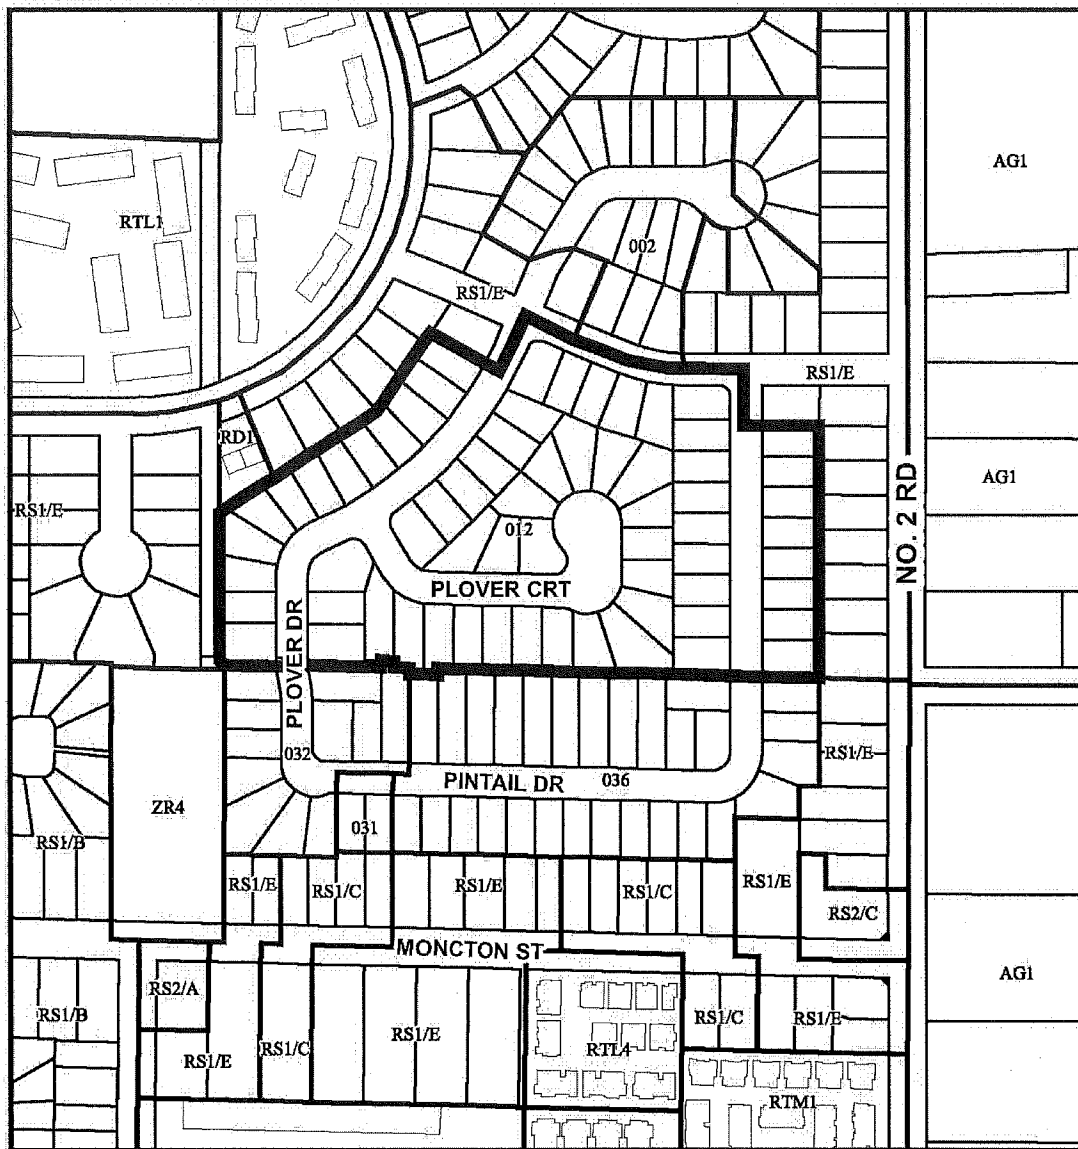 AG1
RTL1
002
RS1/E
RS1/E
RD1
AG1
RS1/E
012
NO. 2 RD
PLOVER CRT
PLOVER DR
032
RS1/E
PINTAIL DR
036
ZR4
031
RS1/B
RS1/E
RS1/C
RS1/E
RS1/C
RS1/E
RS2/C
MONCTON ST
AG1
RS2/A
RS1/B
RS1/E
RS1/C
RS1/E
RTL4
RS1/C
RS1/E
RTM1